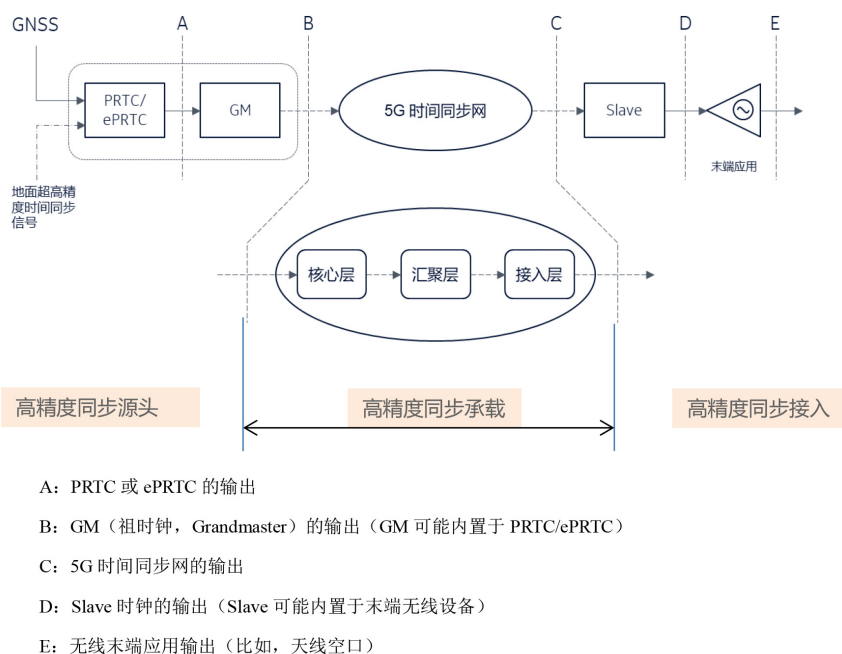 GNSS
A
B
C
D
E
PRTC/
ePRTC
GM
5G 时间同步网
Slave
末端应用
地面超高精
度时间同步
信号
核心层
汇聚层
接入层
高精度同步源头
高精度同步承载
高精度同步接入
A：PRTC 或 ePRTC 的输出
B：GM（祖时钟，Grandmaster）的输出（GM 可能内置于 PRTC/ePRTC）
C：5G 时间同步网的输出
D：Slave 时钟的输出（Slave 可能内置于末端无线设备）
E：无线末端应用输出（比如，天线空口）